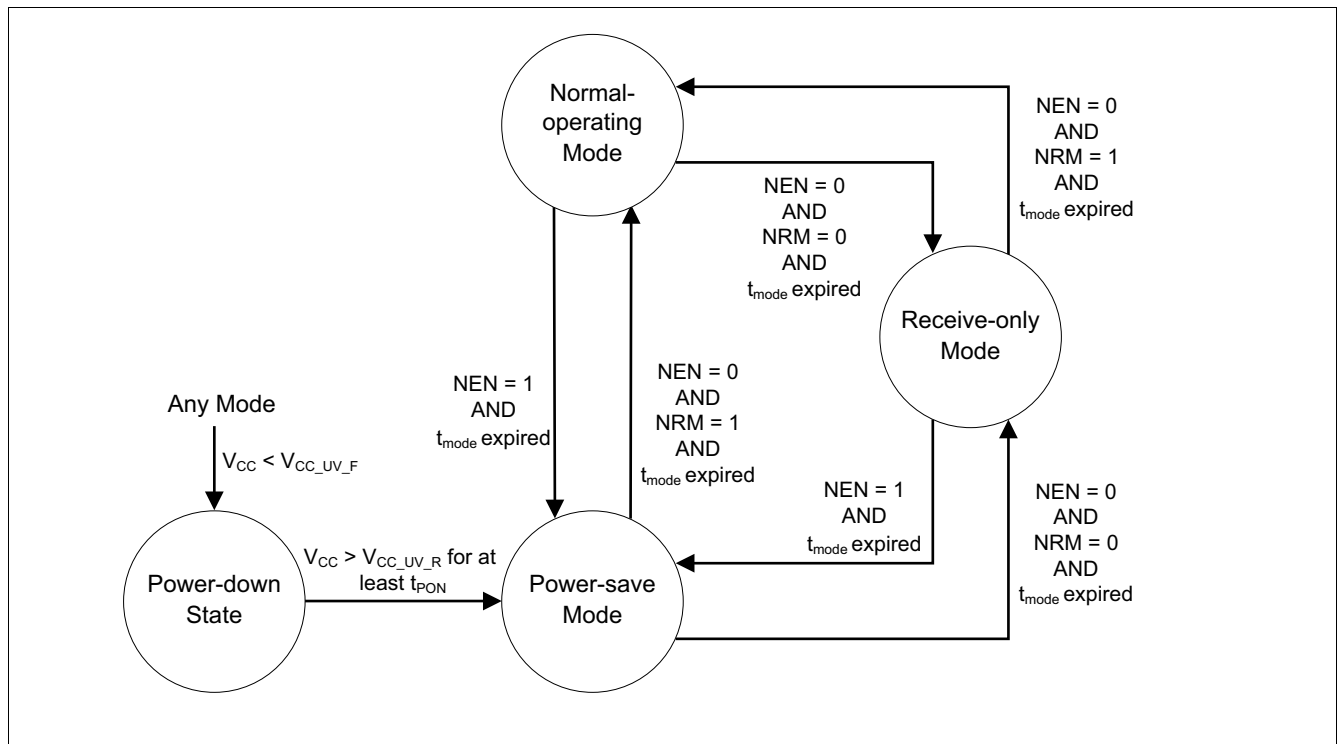 Normal-
operating
Mode
NEN = 0
AND
NRM = 1
AND
tmode expired
NEN = 0
AND
NRM = 0
AND
tmode expired
Receive-only
Mode
NEN = 1
AND
tmode expired
NEN = 0
AND
NRM = 1
AND
tmode expired
Any Mode
VCC < VCC_UV_F
NEN = 1
AND
tmode expired
NEN = 0
AND
NRM = 0
AND
tmode expired
VCC > VCC_UV_R for at
least tPON
Power-down
State
Power-save
Mode